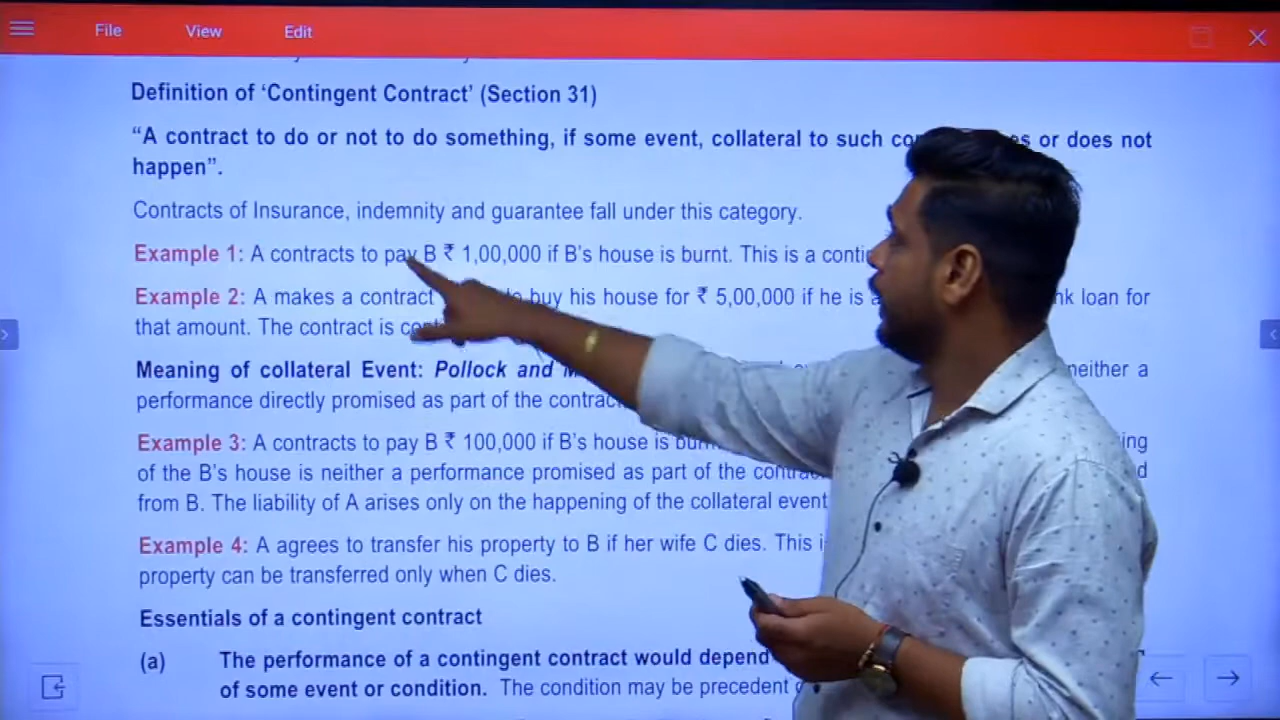 File View Edit
Definition of ‘Contingent Contract’ (Section 31)
“A contract to do or not to do something, if some event, collateral to such or does not
happen”.
Contracts of Insurance, indemnity and guarantee fall under this category.
Example 1: A contracts to pay B ₹ 1,00,000 if B’s house is burnt. This is a
Example 2: A makes a contract buy his house for ₹ 5,00,000 if he is loan for
that amount. The contract is
Meaning of collateral Event: Pollock and neither a
performance directly promised as part of the
Example 3: A contracts to pay B ₹ 100,000 if B’s house is
of the B’s house is neither a performance promised as part of the
from B. The liability of A arises only on the happening of the collateral event
Example 4: A agrees to transfer his property to B if her wife C dies. This
property can be transferred only when C dies.
Essentials of a contingent contract
(a) The performance of a contingent contract would depend
of some event or condition. The condition may be precedent